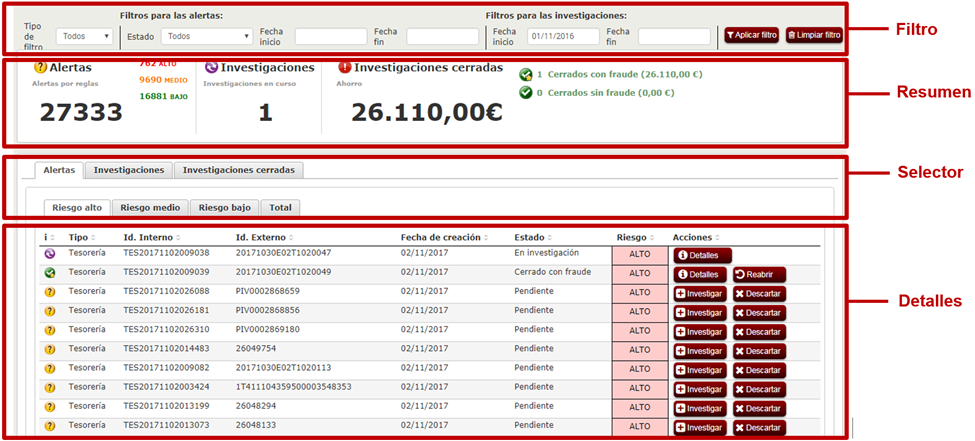 Filtros para las alertas: Filtros para las investigaciones:
Tipo de filtro Todos Estado Todos Fecha inicio Fecha fin Fecha inicio 01/11/2016 Fecha fin Aplicar filtro Limpiar filtro
Filtro
Alertas 762 ALTO Investigaciones Investigaciones cerradas 1 Cerrados con fraude (26.110,00 €)
Alertas por reglas 9690 MEDIO Investigaciones en curso Ahorro 0 Cerrados sin fraude (0,00 €)
16881 BAJO
27333 1 26.110,00€
Resumen
Alertas Investigaciones Investigaciones cerradas
Selector
Riesgo alto Riesgo medio Riesgo bajo Total
i Tipo Id. Interno Id. Externo Fecha de creación Estado Riesgo Acciones
Tesorería TES20171102009038 20171030E02T1020047 02/11/2017 En investigación ALTO Detalles
Tesorería TES20171102009039 20171030E02T1020049 02/11/2017 Cerrado con fraude ALTO Detalles Reabrir
Tesorería TES20171102026088 PIV0002868659 02/11/2017 Pendiente ALTO Investigar Descartar
Detalles
Tesorería TES20171102026181 PIV0002868856 02/11/2017 Pendiente ALTO Investigar Descartar
Tesorería TES20171102026310 PIV0002869180 02/11/2017 Pendiente ALTO Investigar Descartar
Tesorería TES20171102014483 26049754 02/11/2017 Pendiente ALTO Investigar Descartar
Tesorería TES20171102009082 20171030E02T1020113 02/11/2017 Pendiente ALTO Investigar Descartar
Tesorería TES20171102003424 1T411104359500003548353 02/11/2017 Pendiente ALTO Investigar Descartar
Tesorería TES20171102013199 26048294 02/11/2017 Pendiente ALTO Investigar Descartar
Tesorería TES20171102013073 26048133 02/11/2017 Pendiente ALTO Investigar Descartar